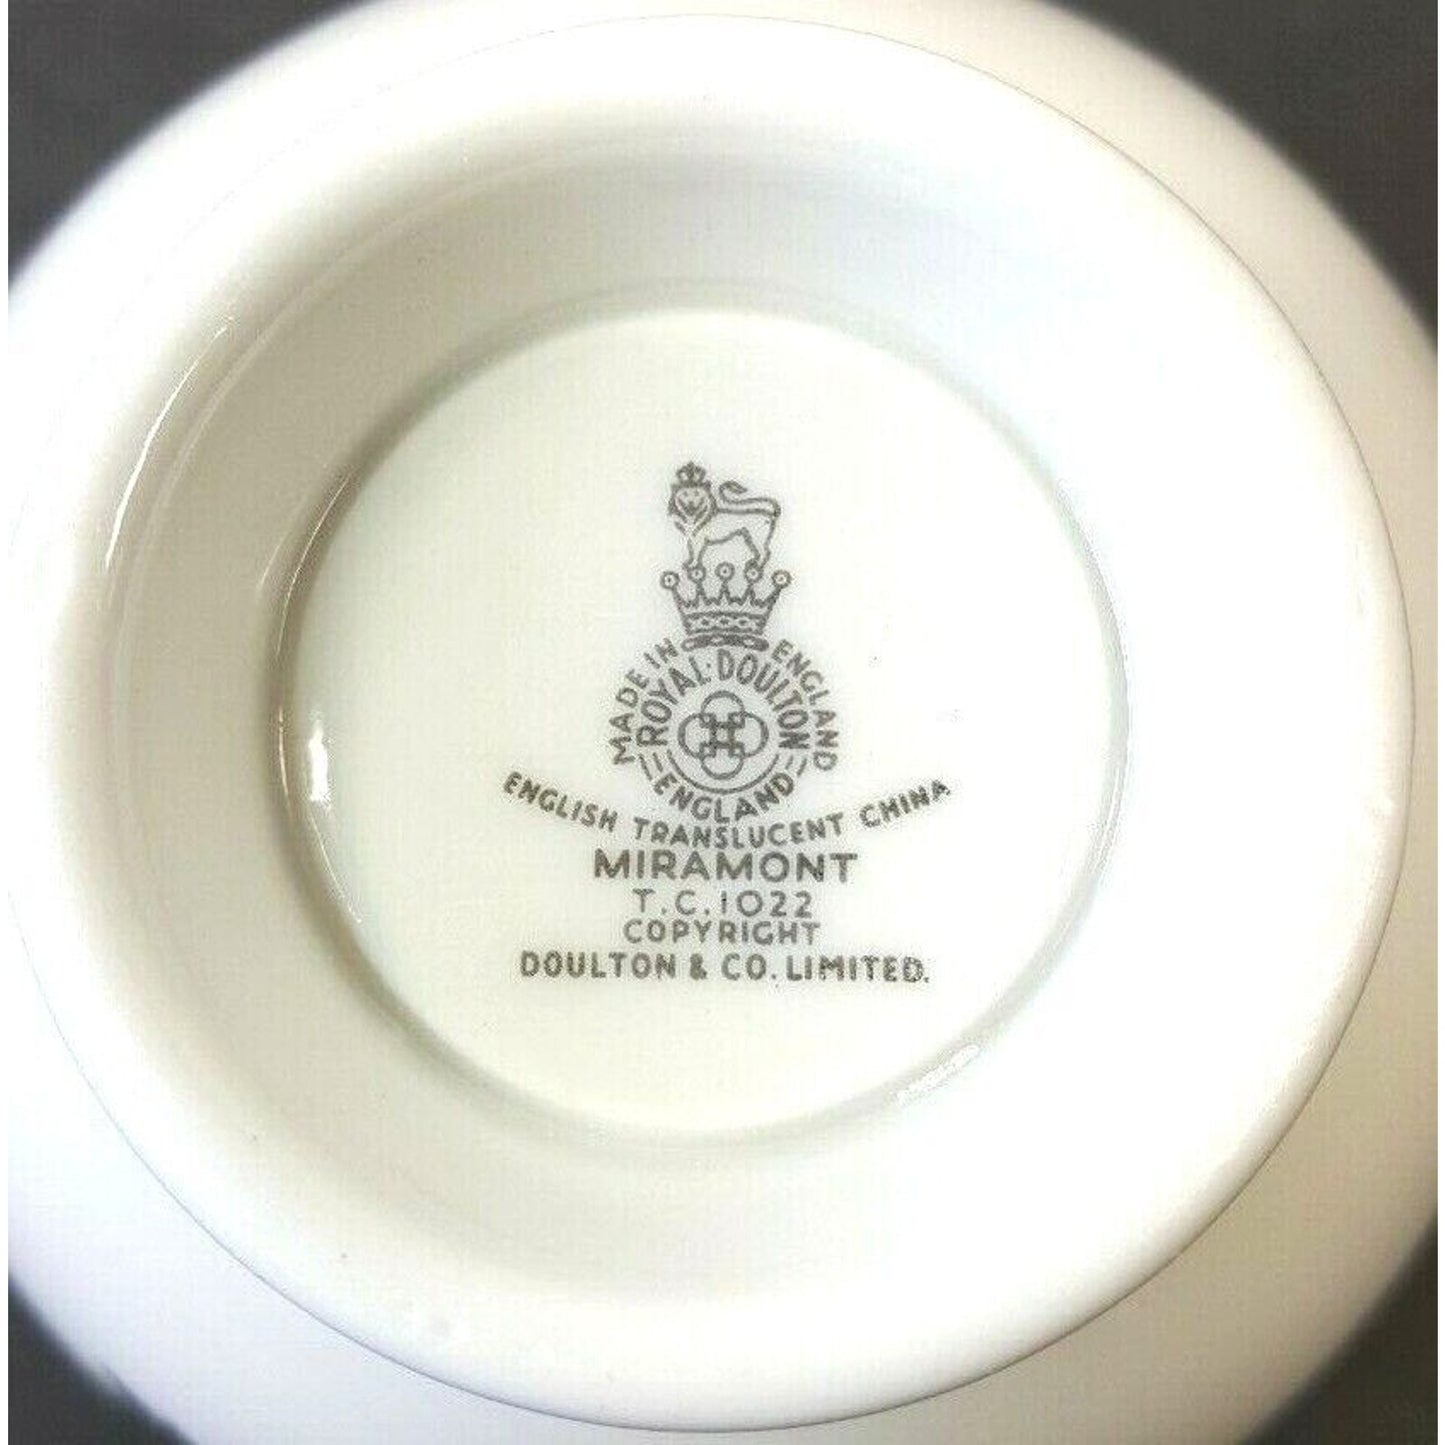 MADE IN ENGLAND
ROYAL·DOULTON
ENGLAND
ENGLISH TRANSLUCENT CHINA
MIRAMONT
T.C.1022
COPYRIGHT
DOULTON & CO. LIMITED.